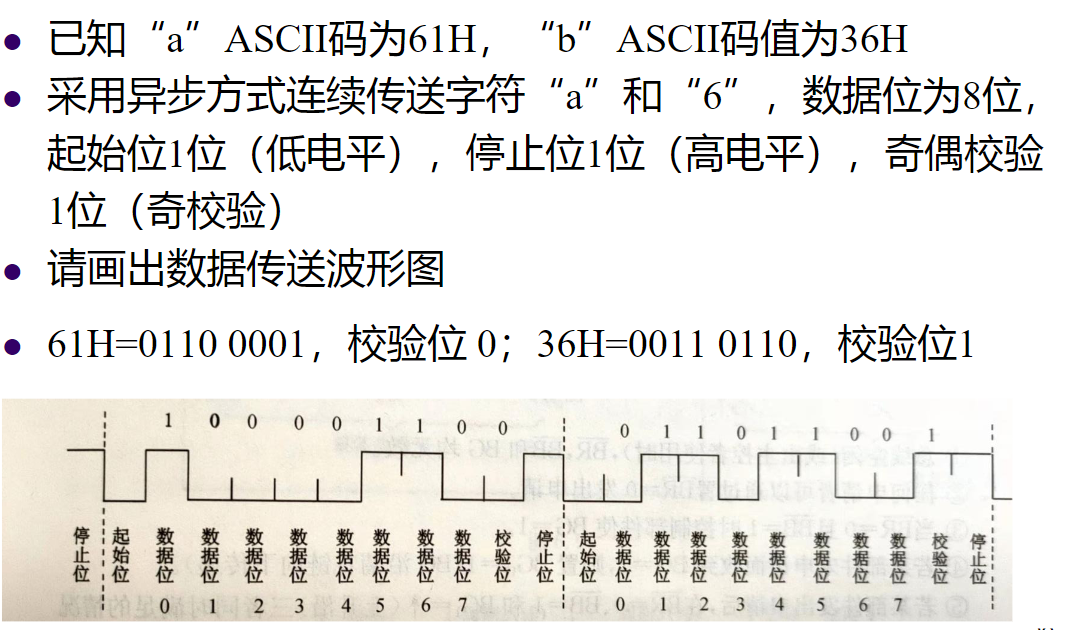 已知“a”ASCII码为61H，“b”ASCII码值为36H
采用异步方式连续传送字符“a”和“6”，数据位为8位，
起始位1位（低电平），停止位1位（高电平），奇偶校验
1位（奇校验）
请画出数据传送波形图
61H=0110 0001，校验位 0；36H=0011 0110，校验位1
1 0 0 0 0 1 1 0 0 0 1 1 0 1 1 0 0 1
停止位 起始位 数据位 数据位 数据位 数据位 数据位 数据位 数据位 数据位 校验位 停止位 起始位 数据位 数据位 数据位 数据位 数据位 数据位 数据位 数据位 校验位 停止位
0 1 2 3 4 5 6 7 0 1 2 3 4 5 6 7